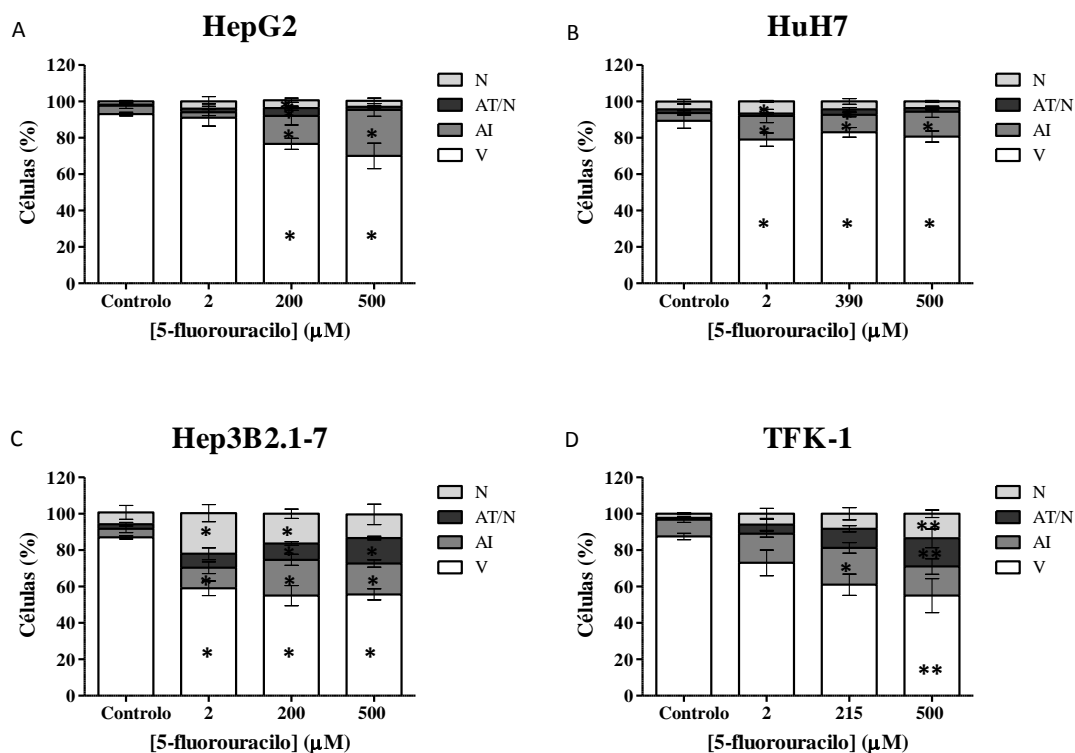 A
HepG2
120
100
80
60
40
20
0
Células (%)
*
*
*
*
*
*
Controlo 2 200 500
[5-fluorouracilo] (µM)
N
AT/N
AI
V
B
HuH7
120
100
80
60
40
20
0
Células (%)
*
*
*
*
*
*
*
Controlo 2 390 500
[5-fluorouracilo] (µM)
N
AT/N
AI
V
C
Hep3B2.1-7
120
100
80
60
40
20
0
Células (%)
*
*
*
*
*
*
*
*
*
*
Controlo 2 200 500
[5-fluorouracilo] (µM)
N
AT/N
AI
V
D
TFK-1
120
100
80
60
40
20
0
Células (%)
**
**
*
**
Controlo 2 215 500
[5-fluorouracilo] (µM)
N
AT/N
AI
V